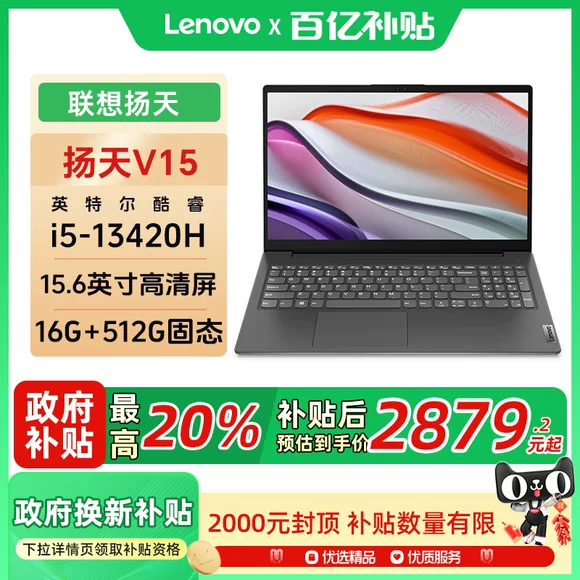 Lenovo x 百亿补贴
联想扬天
扬天V15
英特尔酷睿
i5-13420H
15.6英寸高清屏
16G+512G固态
Lenovo
政府
补贴
最高
20%
补贴后
预估到手价
2879.2
元起
政府换新补贴
下拉详情页领取补贴资格
2000元封顶 补贴数量有限
优选精品
优质服务